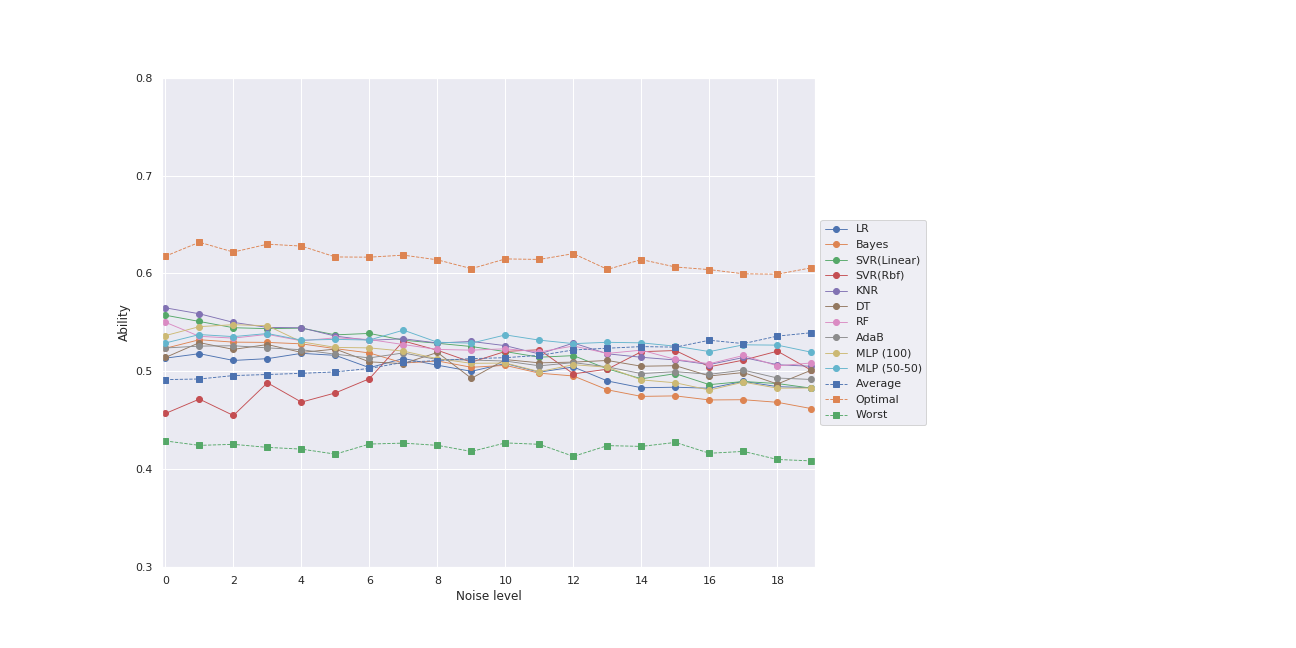 0.8
0.7
0.6
0.5
0.4
0.3
Ability
0 2 4 6 8 10 12 14 16 18
Noise level
LR
Bayes
SVR(Linear)
SVR(Rbf)
KNR
DT
RF
AdaB
MLP (100)
MLP (50-50)
Average
Optimal
Worst